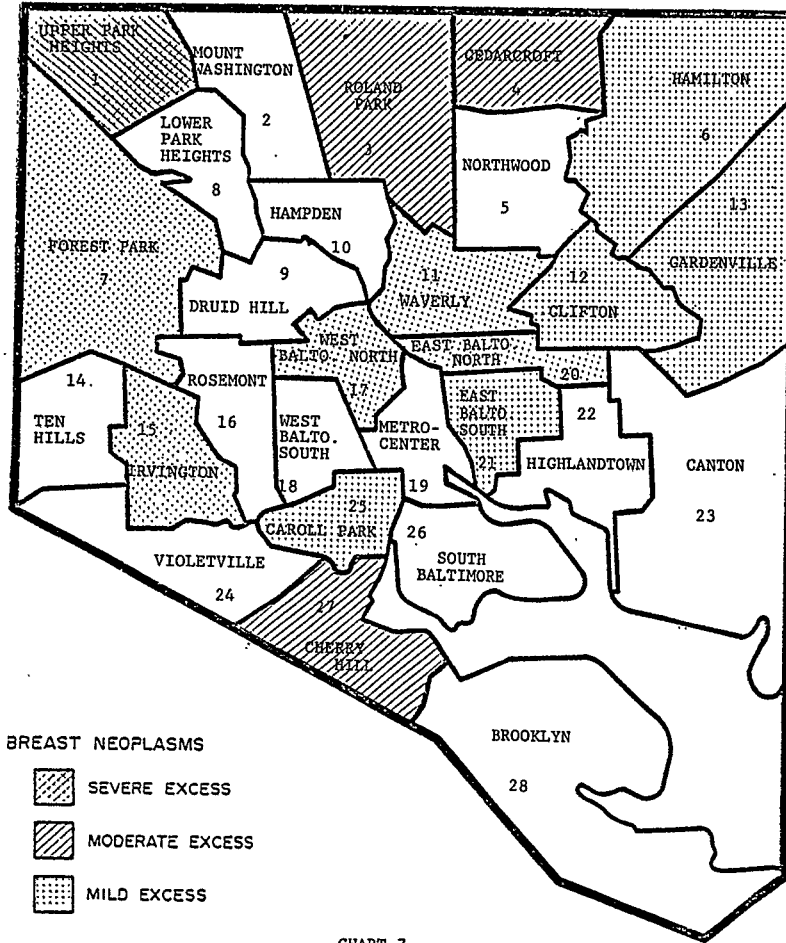 UPPER PARK
HEIGHTS
1
MOUNT
WASHINGTON
2
ROLAND
PARK
3
CEDARCROFT
4
HAMILTON
6
LOWER
PARK
HEIGHTS
8
NORTHWOOD
5
HAMPDEN
10
13
GARDENVILLE
FOREST PARK
7
9
DRUID HILL
11
WAVERLY
12
CLIFTON
WEST
BALTO. NORTH
17
EAST BALTO
NORTH
20
14.
TEN
HILLS
ROSEMONT
16
15
IRVINGTON
WEST
BALTO.
SOUTH
18
METRO-
CENTER
19
EAST
BALTO
SOUTH
21
22
HIGHLANDTOWN
CANTON
23
25
CAROLL PARK
26
SOUTH
BALTIMORE
VIOLETVILLE
24
27
CHERRY
HILL
BROOKLYN
28
BREAST NEOPLASMS
SEVERE EXCESS
MODERATE EXCESS
MILD EXCESS
CHART 7